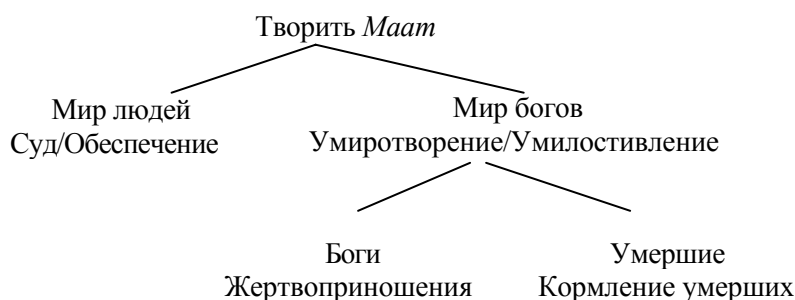 Творить Маат
Мир людей
Суд/Обеспечение
Мир богов
Умиротворение/Умилостивление
Боги
Жертвоприношения
Умершие
Кормление умерших